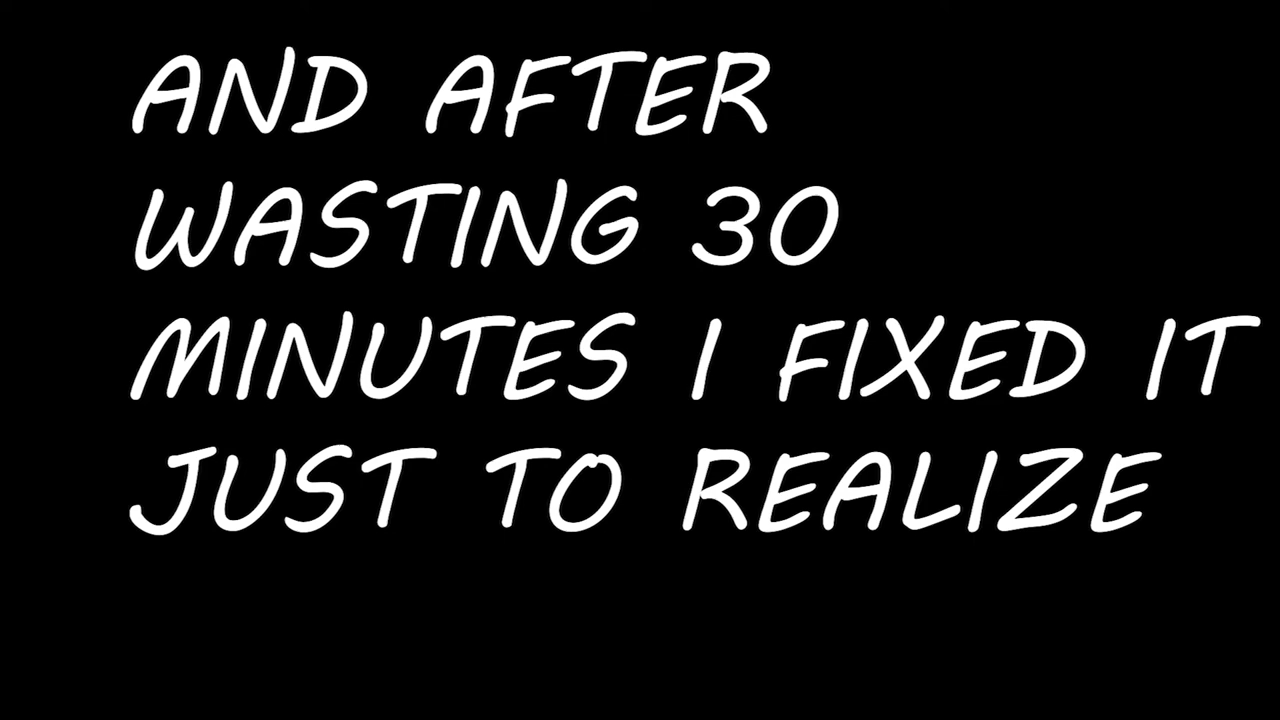 AND AFTER
WASTING 30
MINUTES I FIXED IT
JUST TO REALIZE